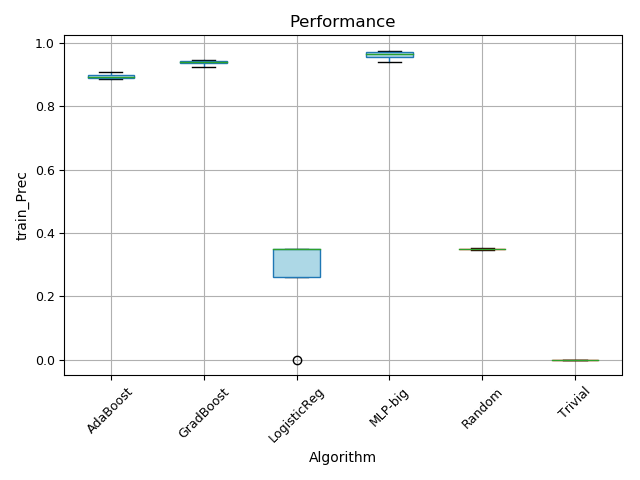 Performance
1.0
0.8
0.6
0.4
0.2
0.0
train_Prec
AdaBoost
GradBoost
LogisticReg
MLP-big
Random
Trivial
Algorithm